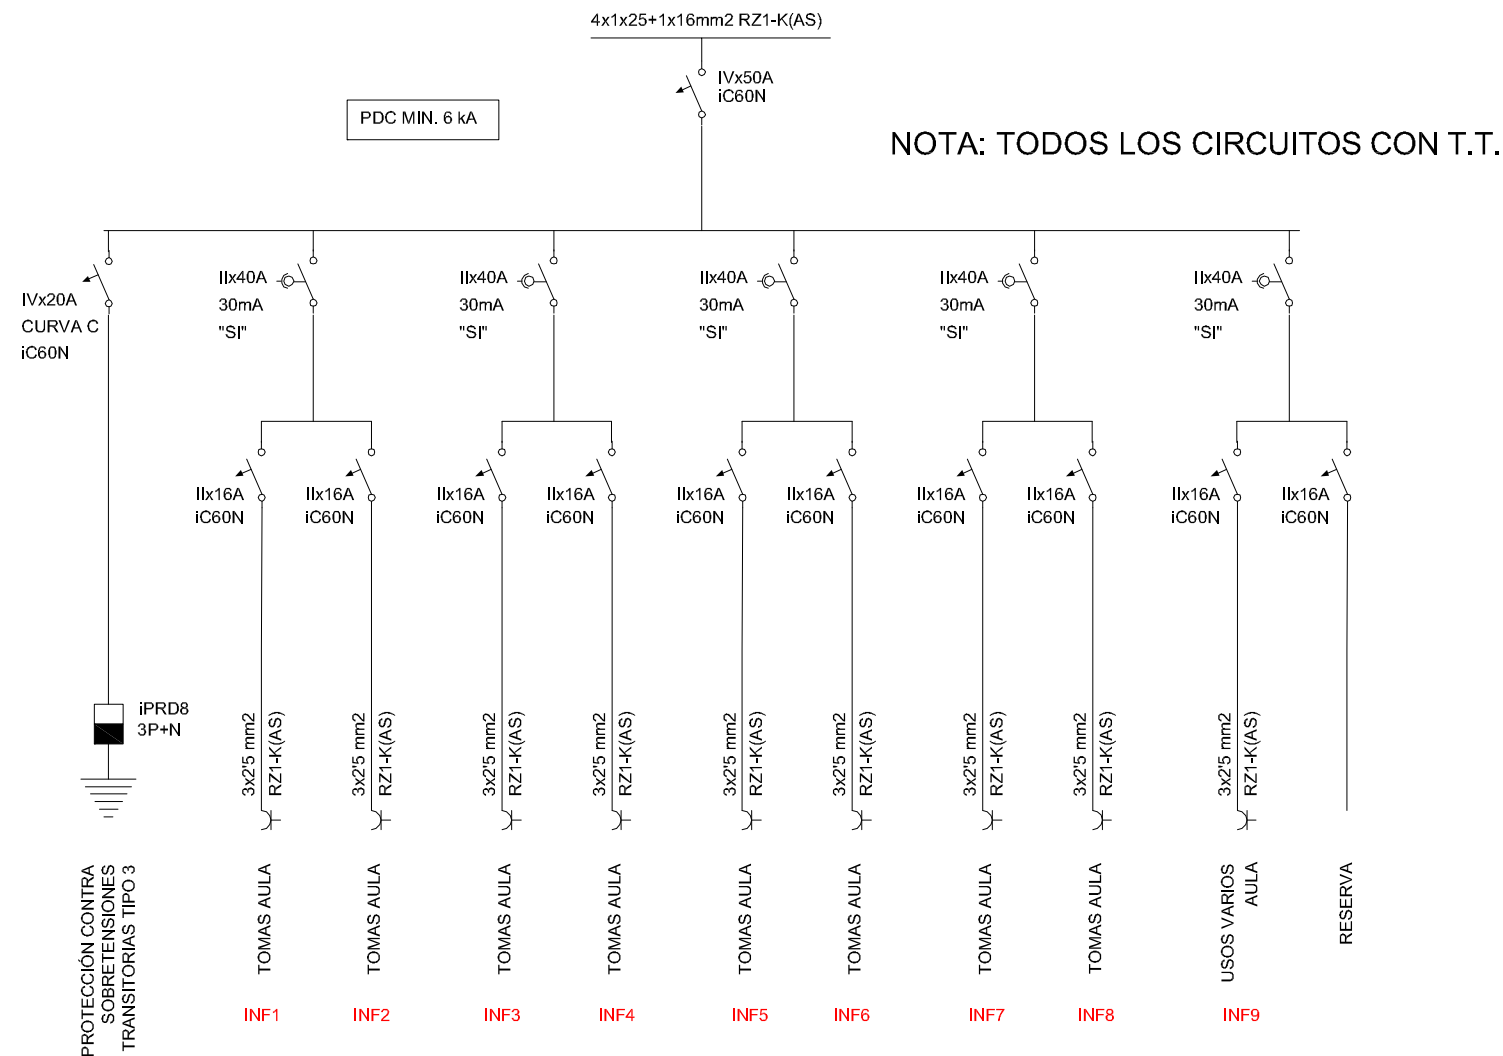 4x1x25+1x16mm2 RZ1-K(AS)
IVx50A
iC60N
PDC MIN. 6 kA
NOTA: TODOS LOS CIRCUITOS CON T.T.
IVx20A
CURVA C
iC60N
IIx40A
30mA
"SI"
IIx40A
30mA
"SI"
IIx40A
30mA
"SI"
IIx40A
30mA
"SI"
IIx40A
30mA
"SI"
IIx16A
iC60N
IIx16A
iC60N
IIx16A
iC60N
IIx16A
iC60N
IIx16A
iC60N
IIx16A
iC60N
IIx16A
iC60N
IIx16A
iC60N
IIx16A
iC60N
IIx16A
iC60N
iPRD8
3P+N
3x2'5 mm2
RZ1-K(AS)
3x2'5 mm2
RZ1-K(AS)
3x2'5 mm2
RZ1-K(AS)
3x2'5 mm2
RZ1-K(AS)
3x2'5 mm2
RZ1-K(AS)
3x2'5 mm2
RZ1-K(AS)
3x2'5 mm2
RZ1-K(AS)
3x2'5 mm2
RZ1-K(AS)
3x2'5 mm2
RZ1-K(AS)
PROTECCIÓN CONTRA
SOBRETENSIONES
TRANSITORIAS TIPO 3
TOMAS AULA
TOMAS AULA
TOMAS AULA
TOMAS AULA
TOMAS AULA
TOMAS AULA
TOMAS AULA
TOMAS AULA
USOS VARIOS
AULA
RESERVA
INF1
INF2
INF3
INF4
INF5
INF6
INF7
INF8
INF9